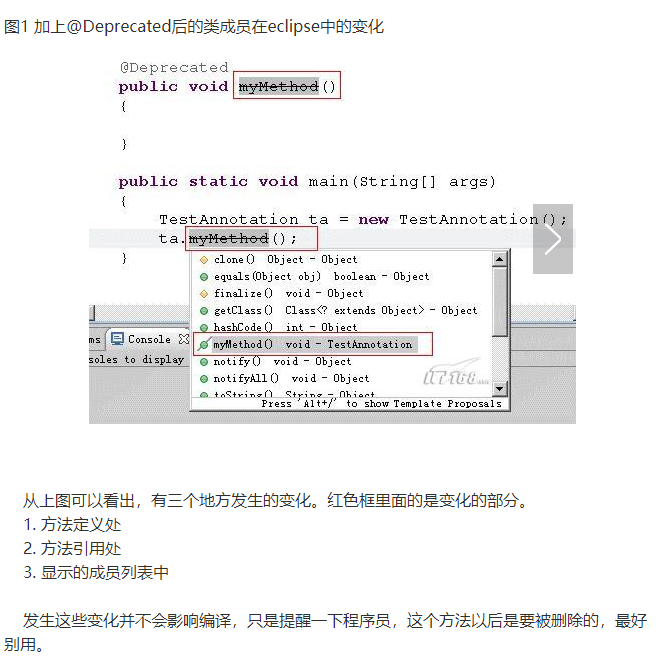 图1 加上@Deprecated后的类成员在eclipse中的变化
@Deprecated
public void myMethod()
{
}
public static void main(String[] args)
{
TestAnnotation ta = new TestAnnotation();
ta.myMethod();
}
clone() Object - Object
equals(Object obj) boolean - Object
finalize() void - Object
getClass() Class<? extends Object> - Object
hashCode() int - Object
myMethod() void - TestAnnotation
notify() void - Object
notifyAll() void - Object
toString() String - Object
Press 'Alt+/' to show Template Proposals
ms Console
soles to display
从上图可以看出，有三个地方发生的变化。红色框里面的是变化的部分。
1. 方法定义处
2. 方法引用处
3. 显示的成员列表中
发生这些变化并不会影响编译，只是提醒一下程序员，这个方法以后是要被删除的，最好
别用。